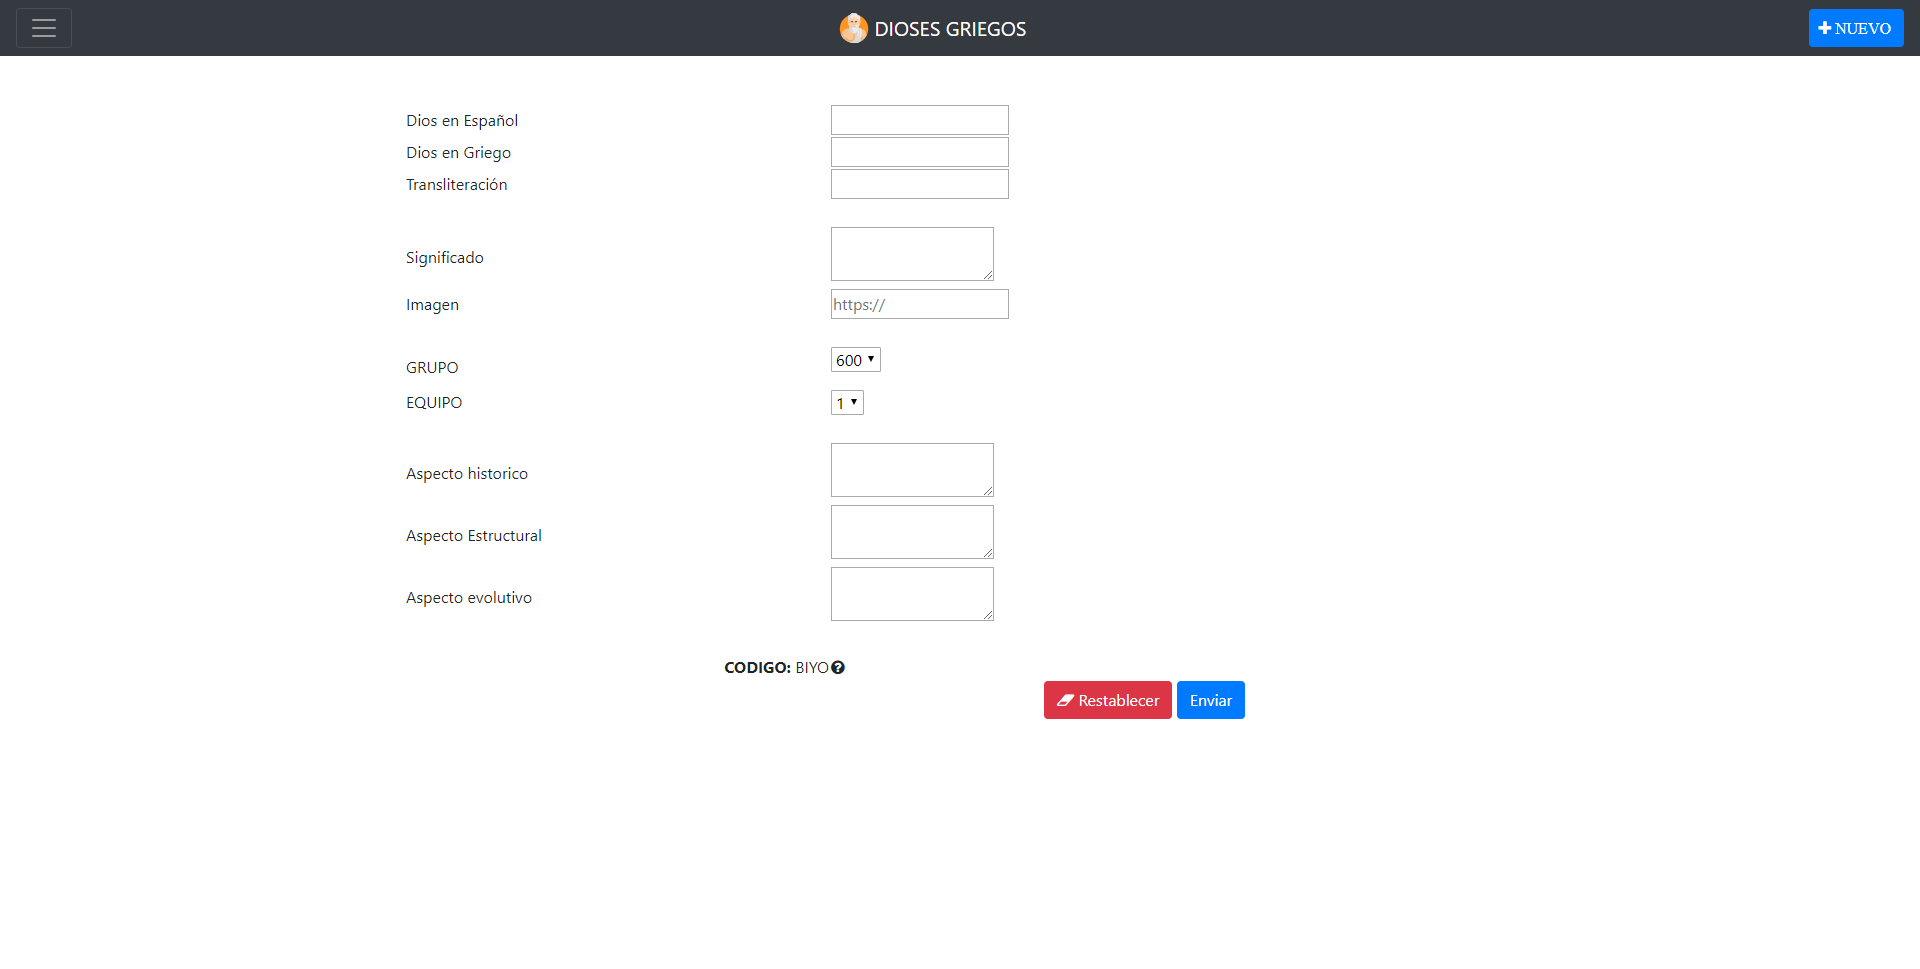 DIOSES GRIEGOS
NUEVO
Dios en Español
Dios en Griego
Transliteración
Significado
Imagen https://
GRUPO 600
EQUIPO 1
Aspecto historico
Aspecto Estructural
Aspecto evolutivo
CODIGO: BIYO
Restablecer Enviar